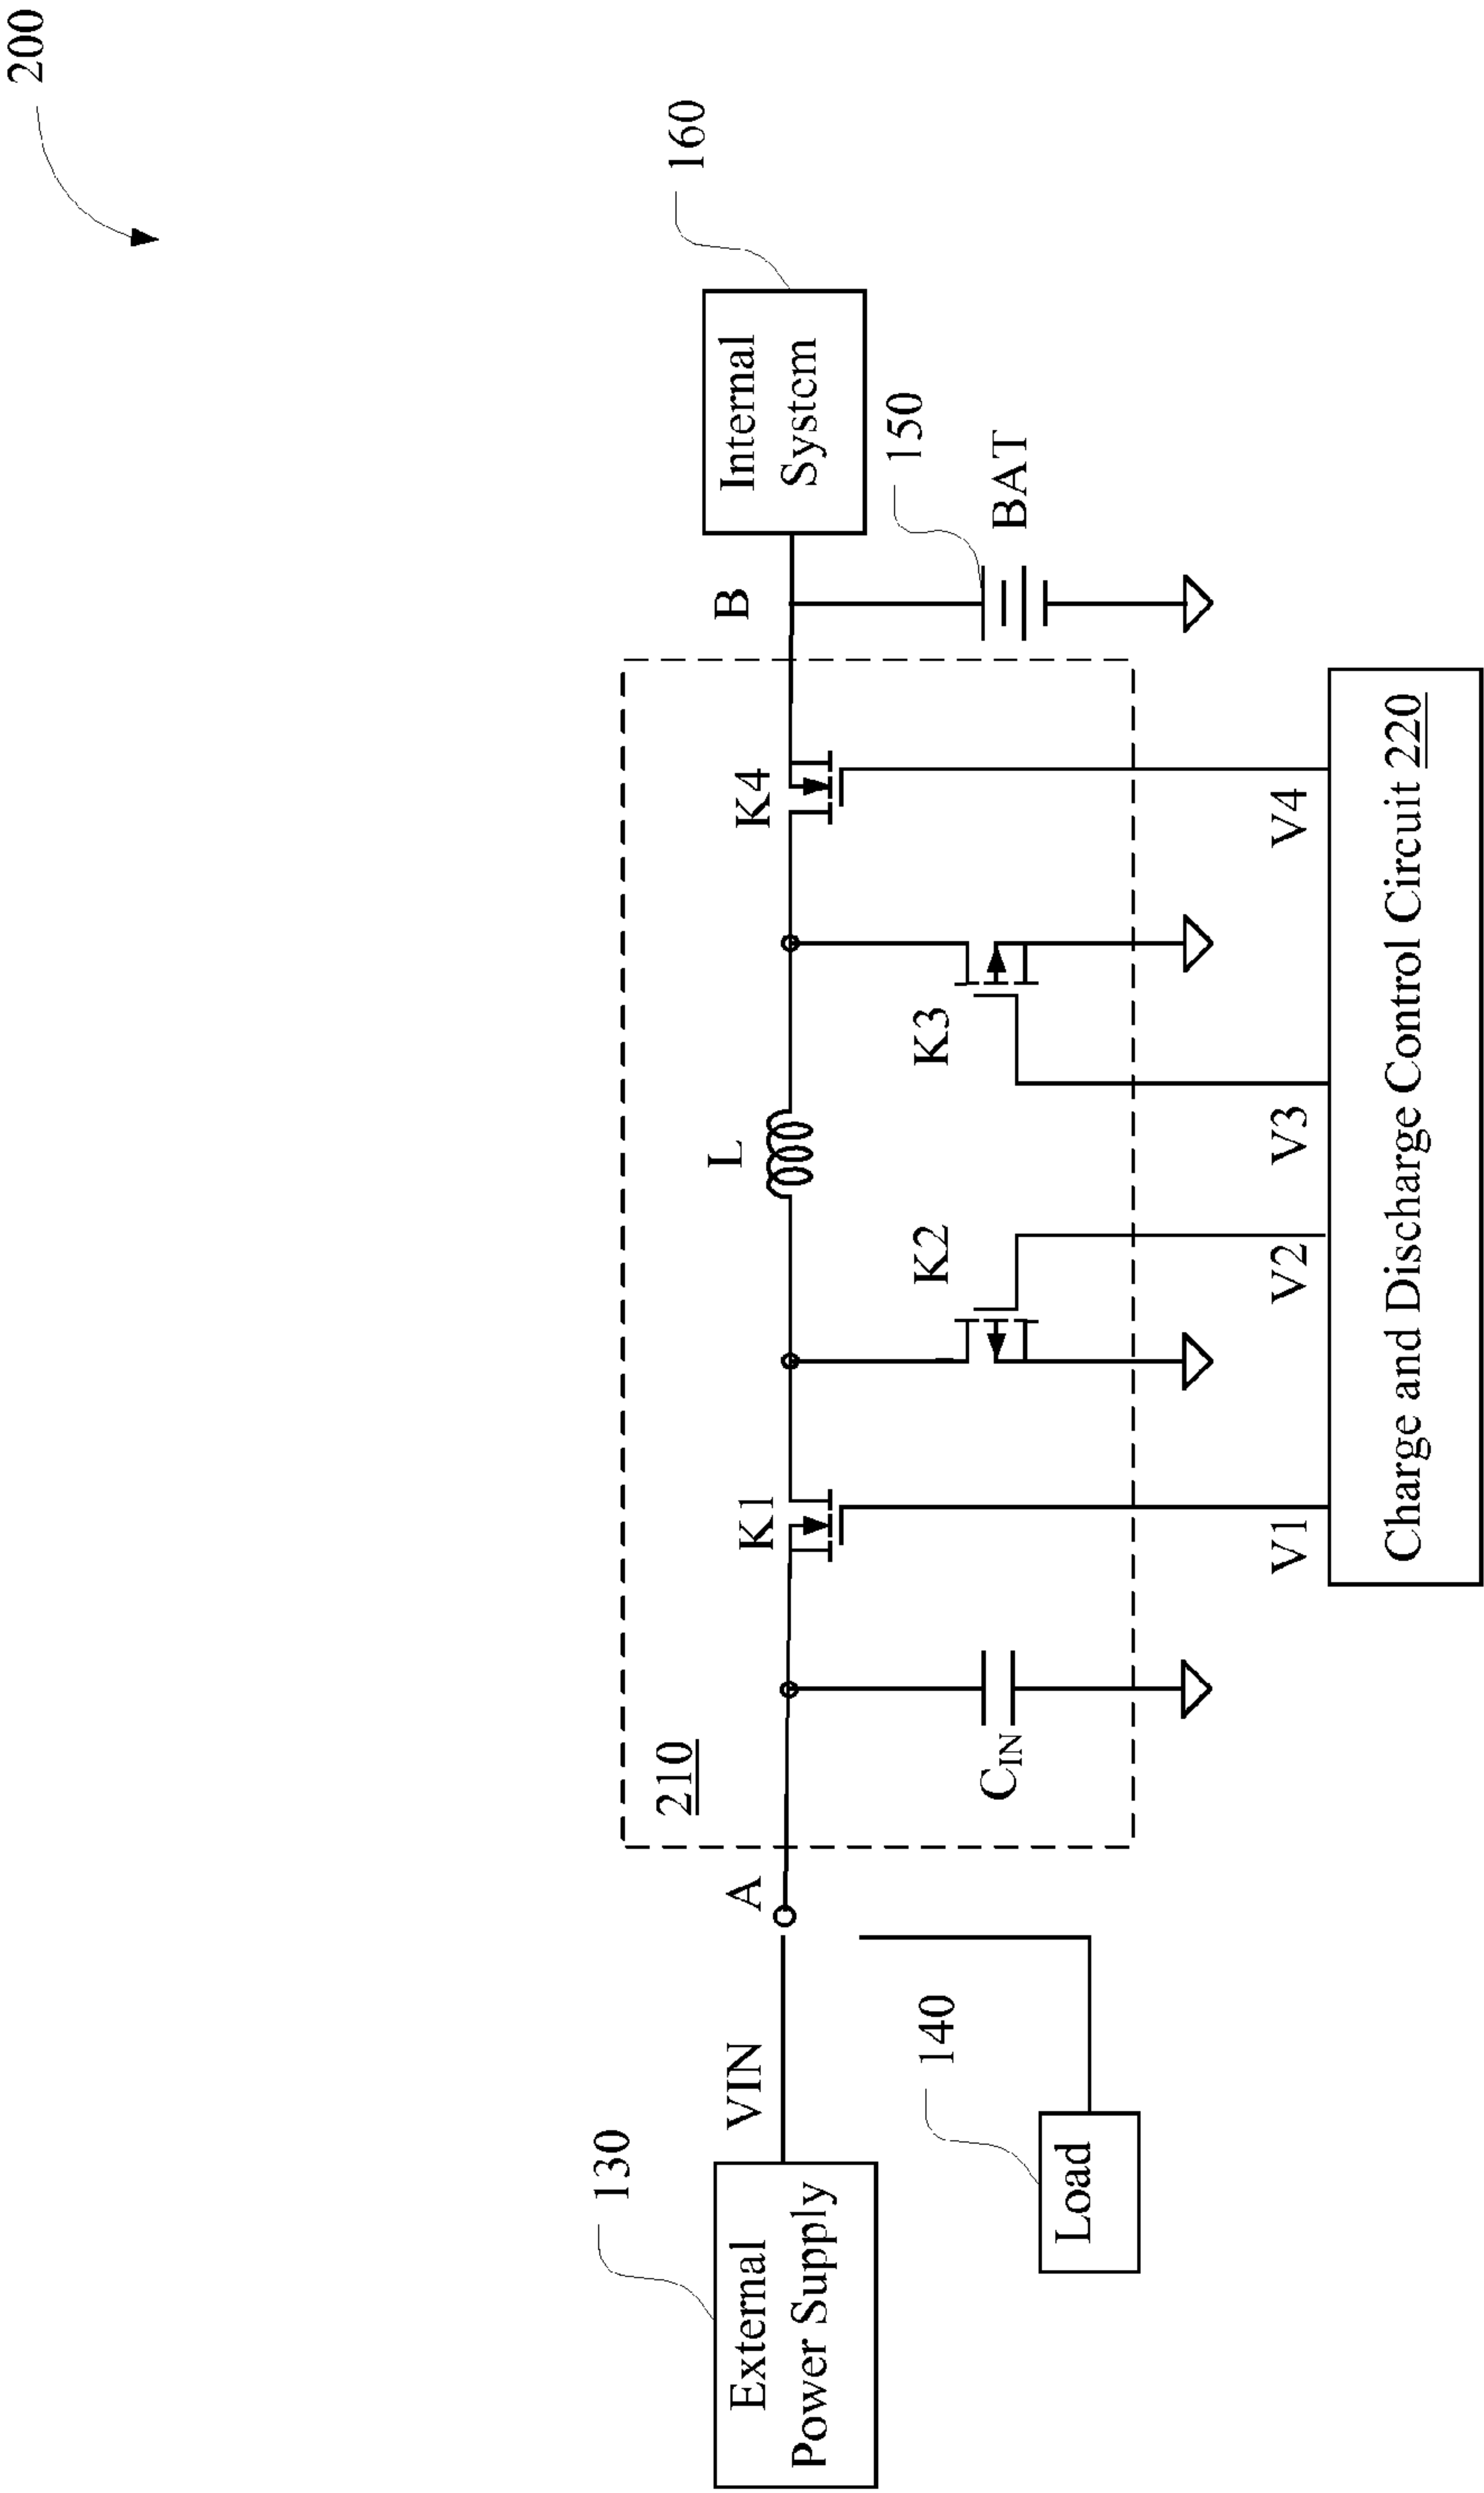 200
130
210
160
External
Power Supply
VIN
A
K1
L
K4
B
Internal
Systcm
140
K2
K3
150
C_IN
BAT
Load
V1
V2
V3
V4
Charge and Discharge Control Circuit 220